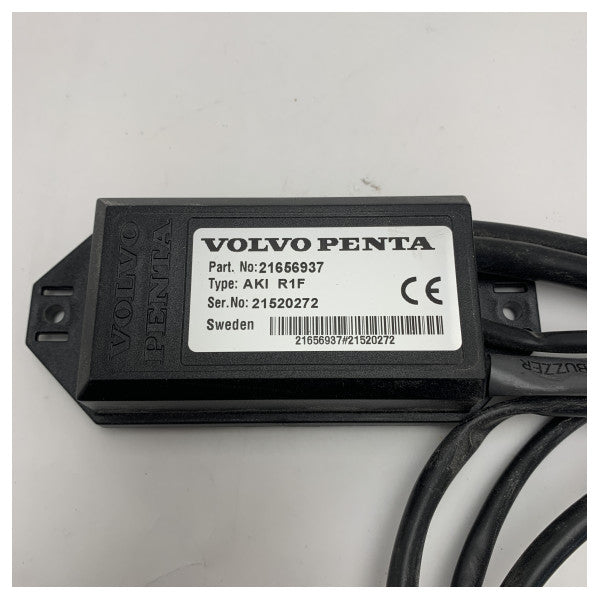 VOLVO
PENTA
VOLVO PENTA
Part. No:21656937
Type: AKI R1F
Ser.No: 21520272
CE
Sweden
21656937#21520272
BUZZER